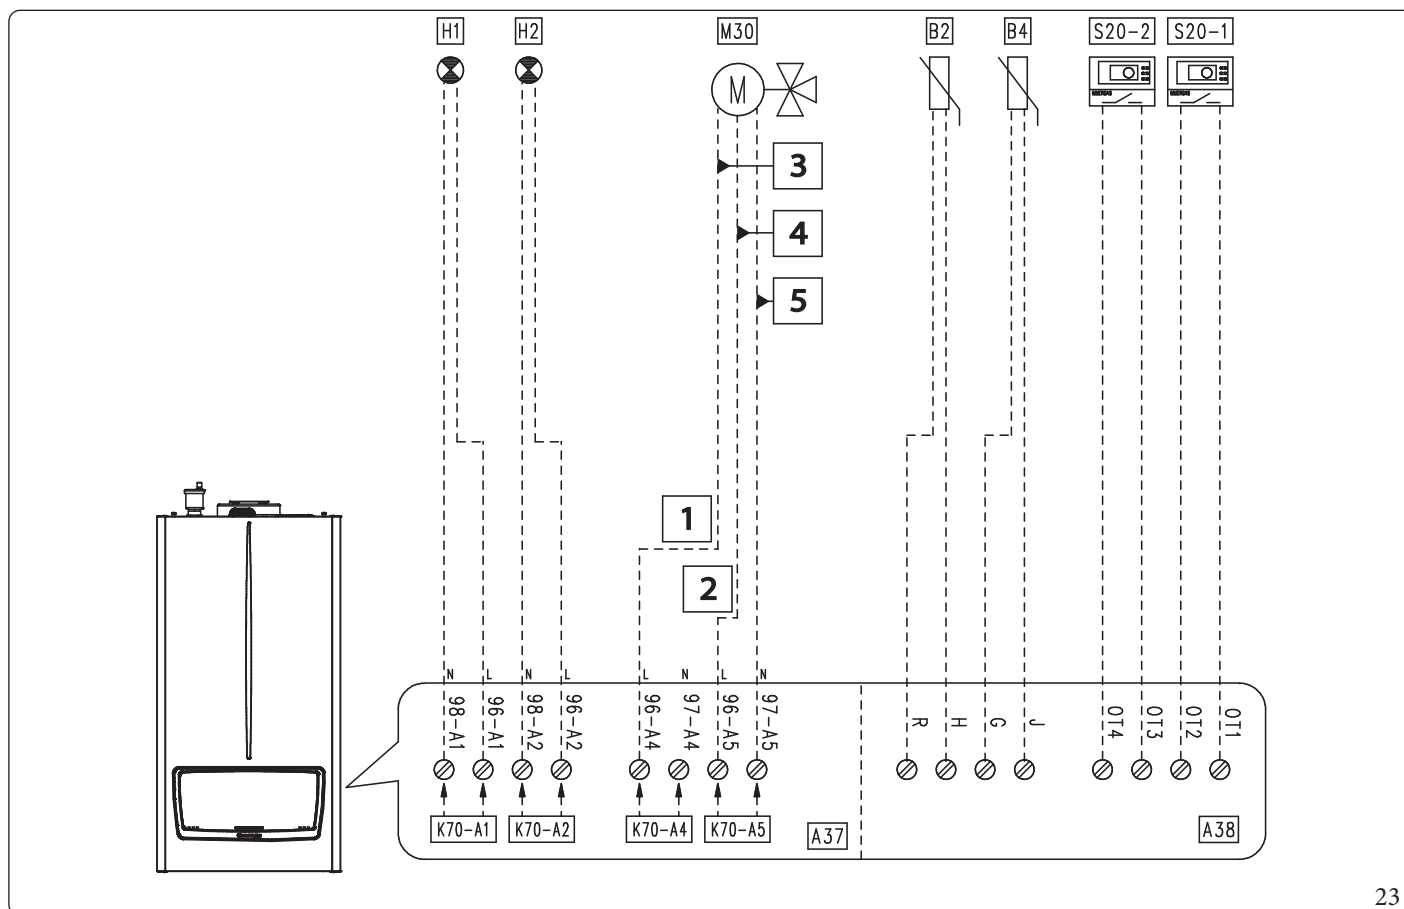 H1 H2 M30 B2 B4 S20-2 S20-1
M
3
4
5
1
2
N L N L L N L N
98-A1 96-A1 98-A2 96-A2 96-A4 97-A4 96-A5 97-A5 R H G J OT4 OT3 OT2 OT1
K70-A1 K70-A2 K70-A4 K70-A5 A37 A38
23